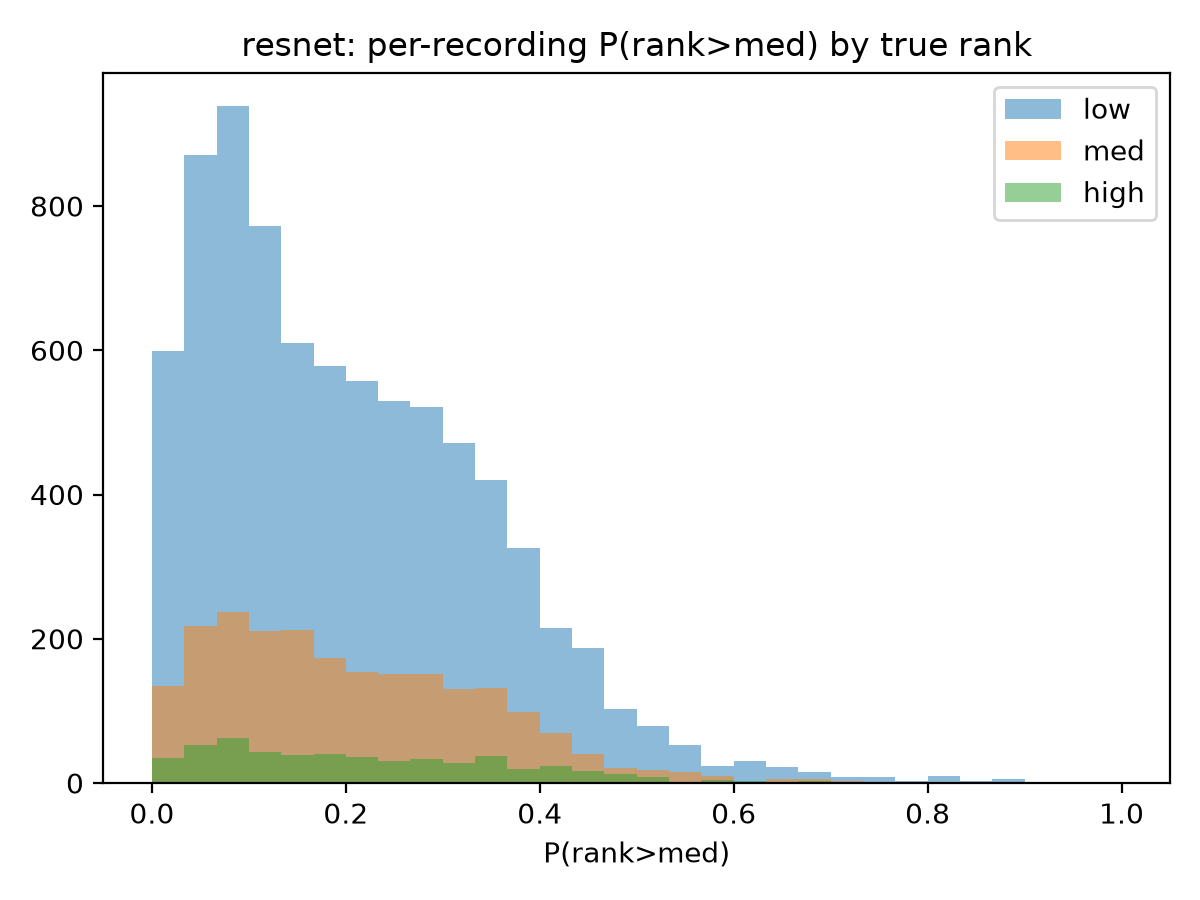 resnet: per-recording P(rank>med) by true rank
low
med
high
800
600
400
200
0
0.0 0.2 0.4 0.6 0.8 1.0
P(rank>med)